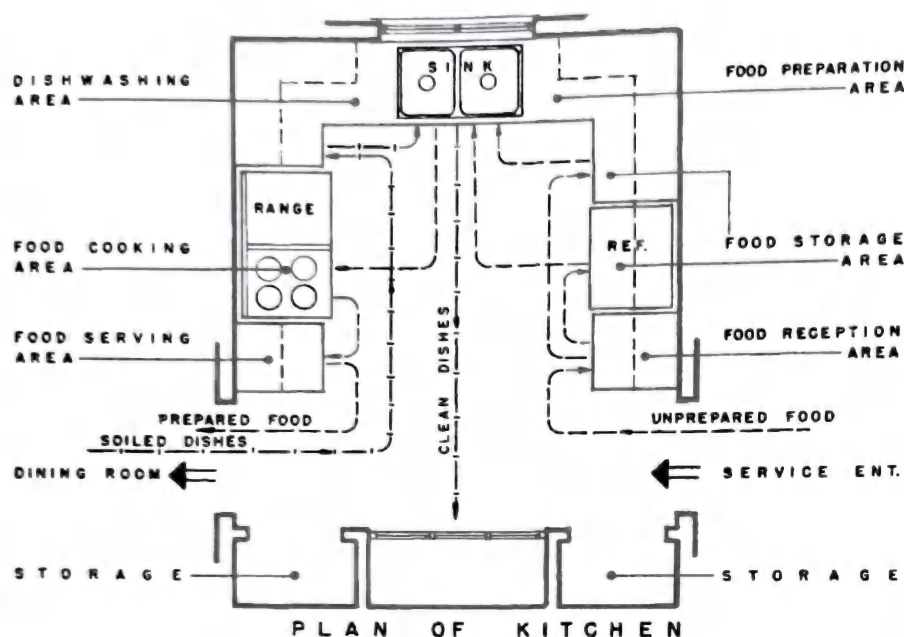 SINK
DISHWASHING
AREA
FOOD PREPARATION
AREA
RANGE
REF.
FOOD COOKING
AREA
FOOD STORAGE
AREA
FOOD SERVING
AREA
FOOD RECEPTION
AREA
CLEAN DISHES
PREPARED FOOD
UNPREPARED FOOD
SOILED DISHES
DINING ROOM
SERVICE ENT.
STORAGE
STORAGE
PLAN OF KITCHEN